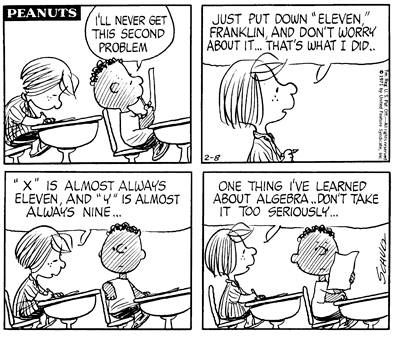 PEANUTS
I'LL NEVER GET
THIS SECOND
PROBLEM
JUST PUT DOWN "ELEVEN,"
FRANKLIN, AND DON'T WORRY
ABOUT IT... THAT'S WHAT I DID..
2-8
"X" IS ALMOST ALWAYS
ELEVEN, AND "Y" IS ALMOST
ALWAYS NINE...
ONE THING I'VE LEARNED
ABOUT ALGEBRA..DON'T TAKE
IT TOO SERIOUSLY...
SCHULZ